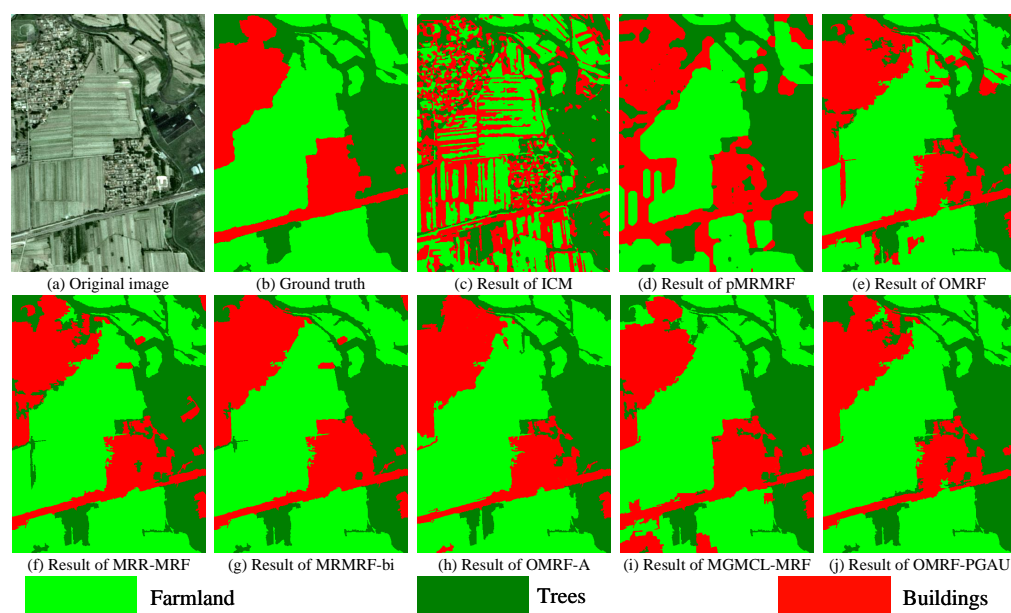 (a) Original image
(b) Ground truth
(c) Result of ICM
(d) Result of pMRMRF
(e) Result of OMRF
(f) Result of MRR-MRF
(g) Result of MRMRF-bi
(h) Result of OMRF-A
(i) Result of MGMCL-MRF
(j) Result of OMRF-PGAU
Farmland
Trees
Buildings